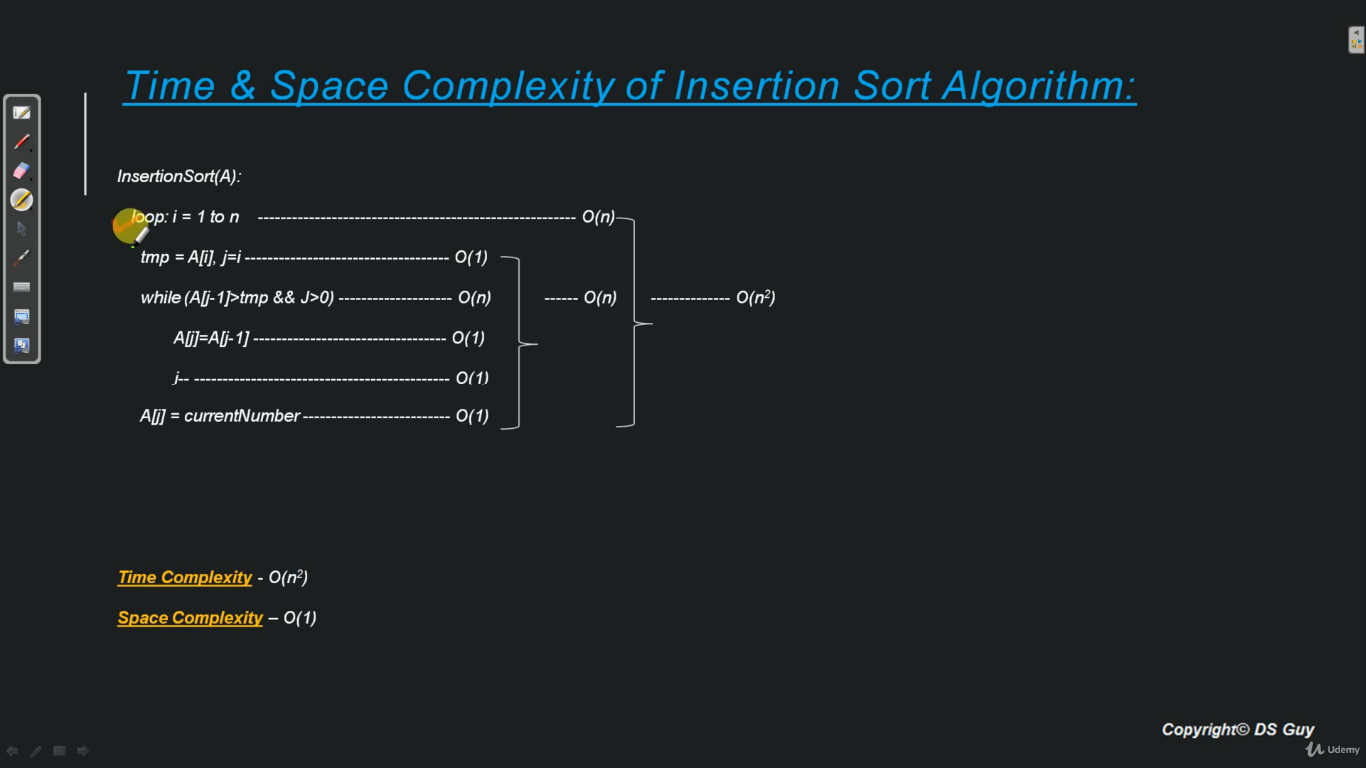 Time & Space Complexity of Insertion Sort Algorithm:
InsertionSort(A):
loop: i = 1 to n ------------------------------------------------------- O(n)
tmp = A[i], j=i ------------------------------------ O(1)
while (A[j-1]>tmp && J>0) -------------------- O(n) ------ O(n) -------------- O(n²)
A[j]=A[j-1] ---------------------------------- O(1)
j-- --------------------------------------------- O(1)
A[j] = currentNumber -------------------------- O(1)
Time Complexity - O(n²)
Space Complexity – O(1)
Copyright© DS Guy
Udemy